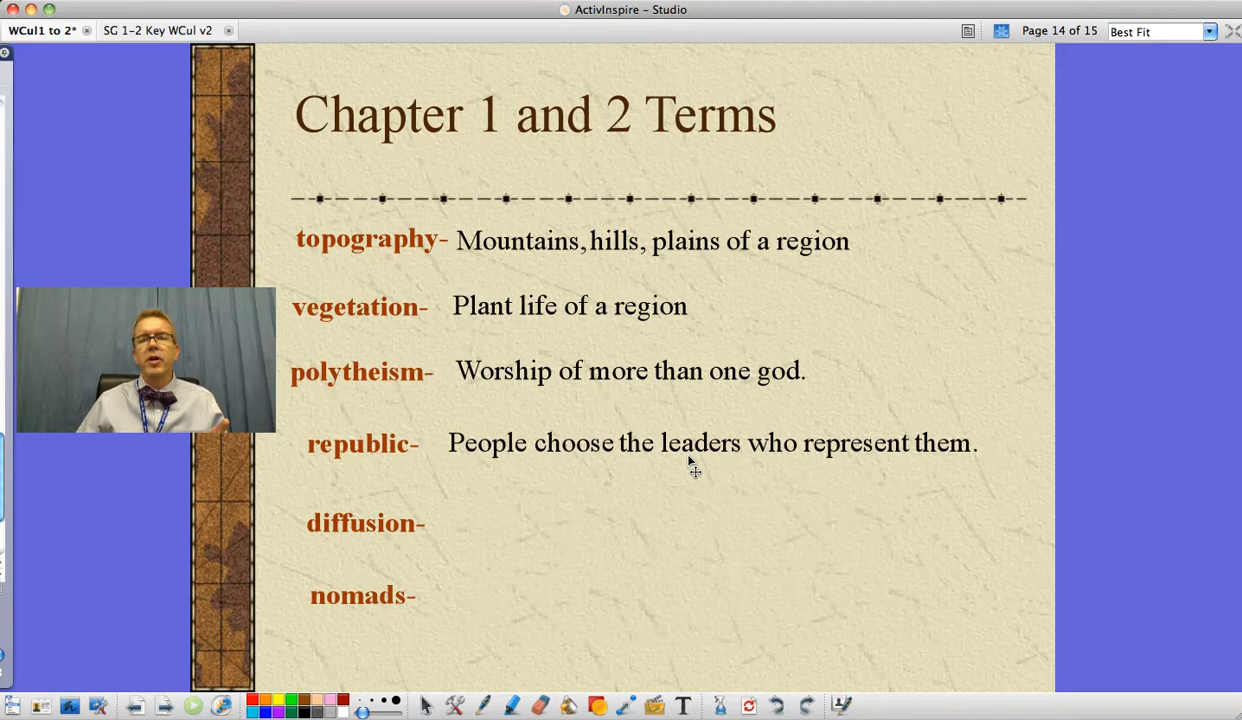 ActivInspire - Studio
WCul1 to 2*
SG 1-2 Key WCul v2
Page 14 of 15
Best Fit
Chapter 1 and 2 Terms
topography- Mountains, hills, plains of a region
vegetation- Plant life of a region
polytheism- Worship of more than one god.
republic- People choose the leaders who represent them.
diffusion-
nomads-
T